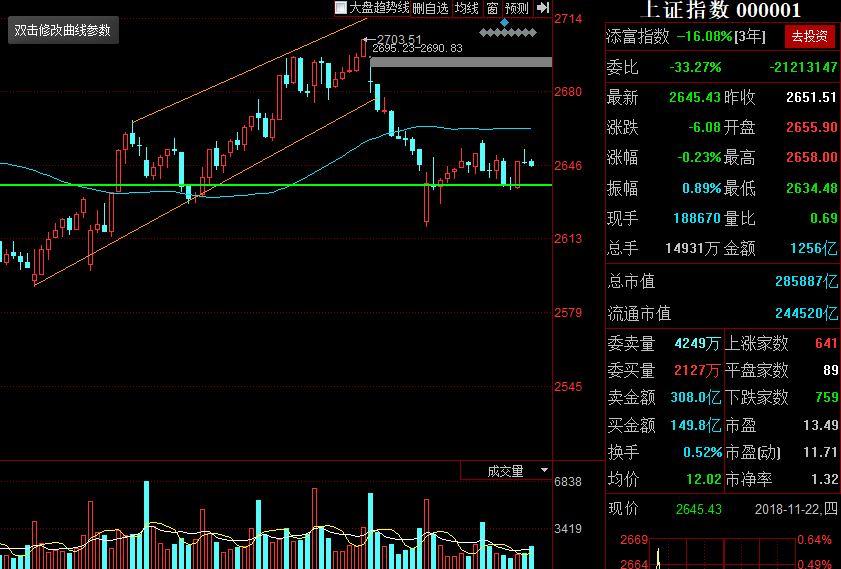 双击修改曲线参数
大盘趋势线 删自选 均线 窗 预测
2703.51
2695.23-2690.83
2714
2680
2646
2613
2579
2545
成交量
6838
3419
上证指数 000001
添富指数 -16.08%[3年] 去投资
委比 -33.27% -21213147
最新 2645.43 昨收 2651.51
涨跌 -6.08 开盘 2655.90
涨幅 -0.23% 最高 2658.00
振幅 0.89% 最低 2634.48
现手 188670 量比 0.69
总手 14931万 金额 1256亿
总市值 285887亿
流通市值 244520亿
委卖量 4249万 上涨家数 641
委买量 2127万 平盘家数 89
卖金额 308.0亿 下跌家数 759
买金额 149.8亿 市盈 13.49
换手 0.52% 市盈(动) 11.71
均价 12.02 市净率 1.32
现价 2645.43 2018-11-22,四
2669 0.64%
2664 0.49%